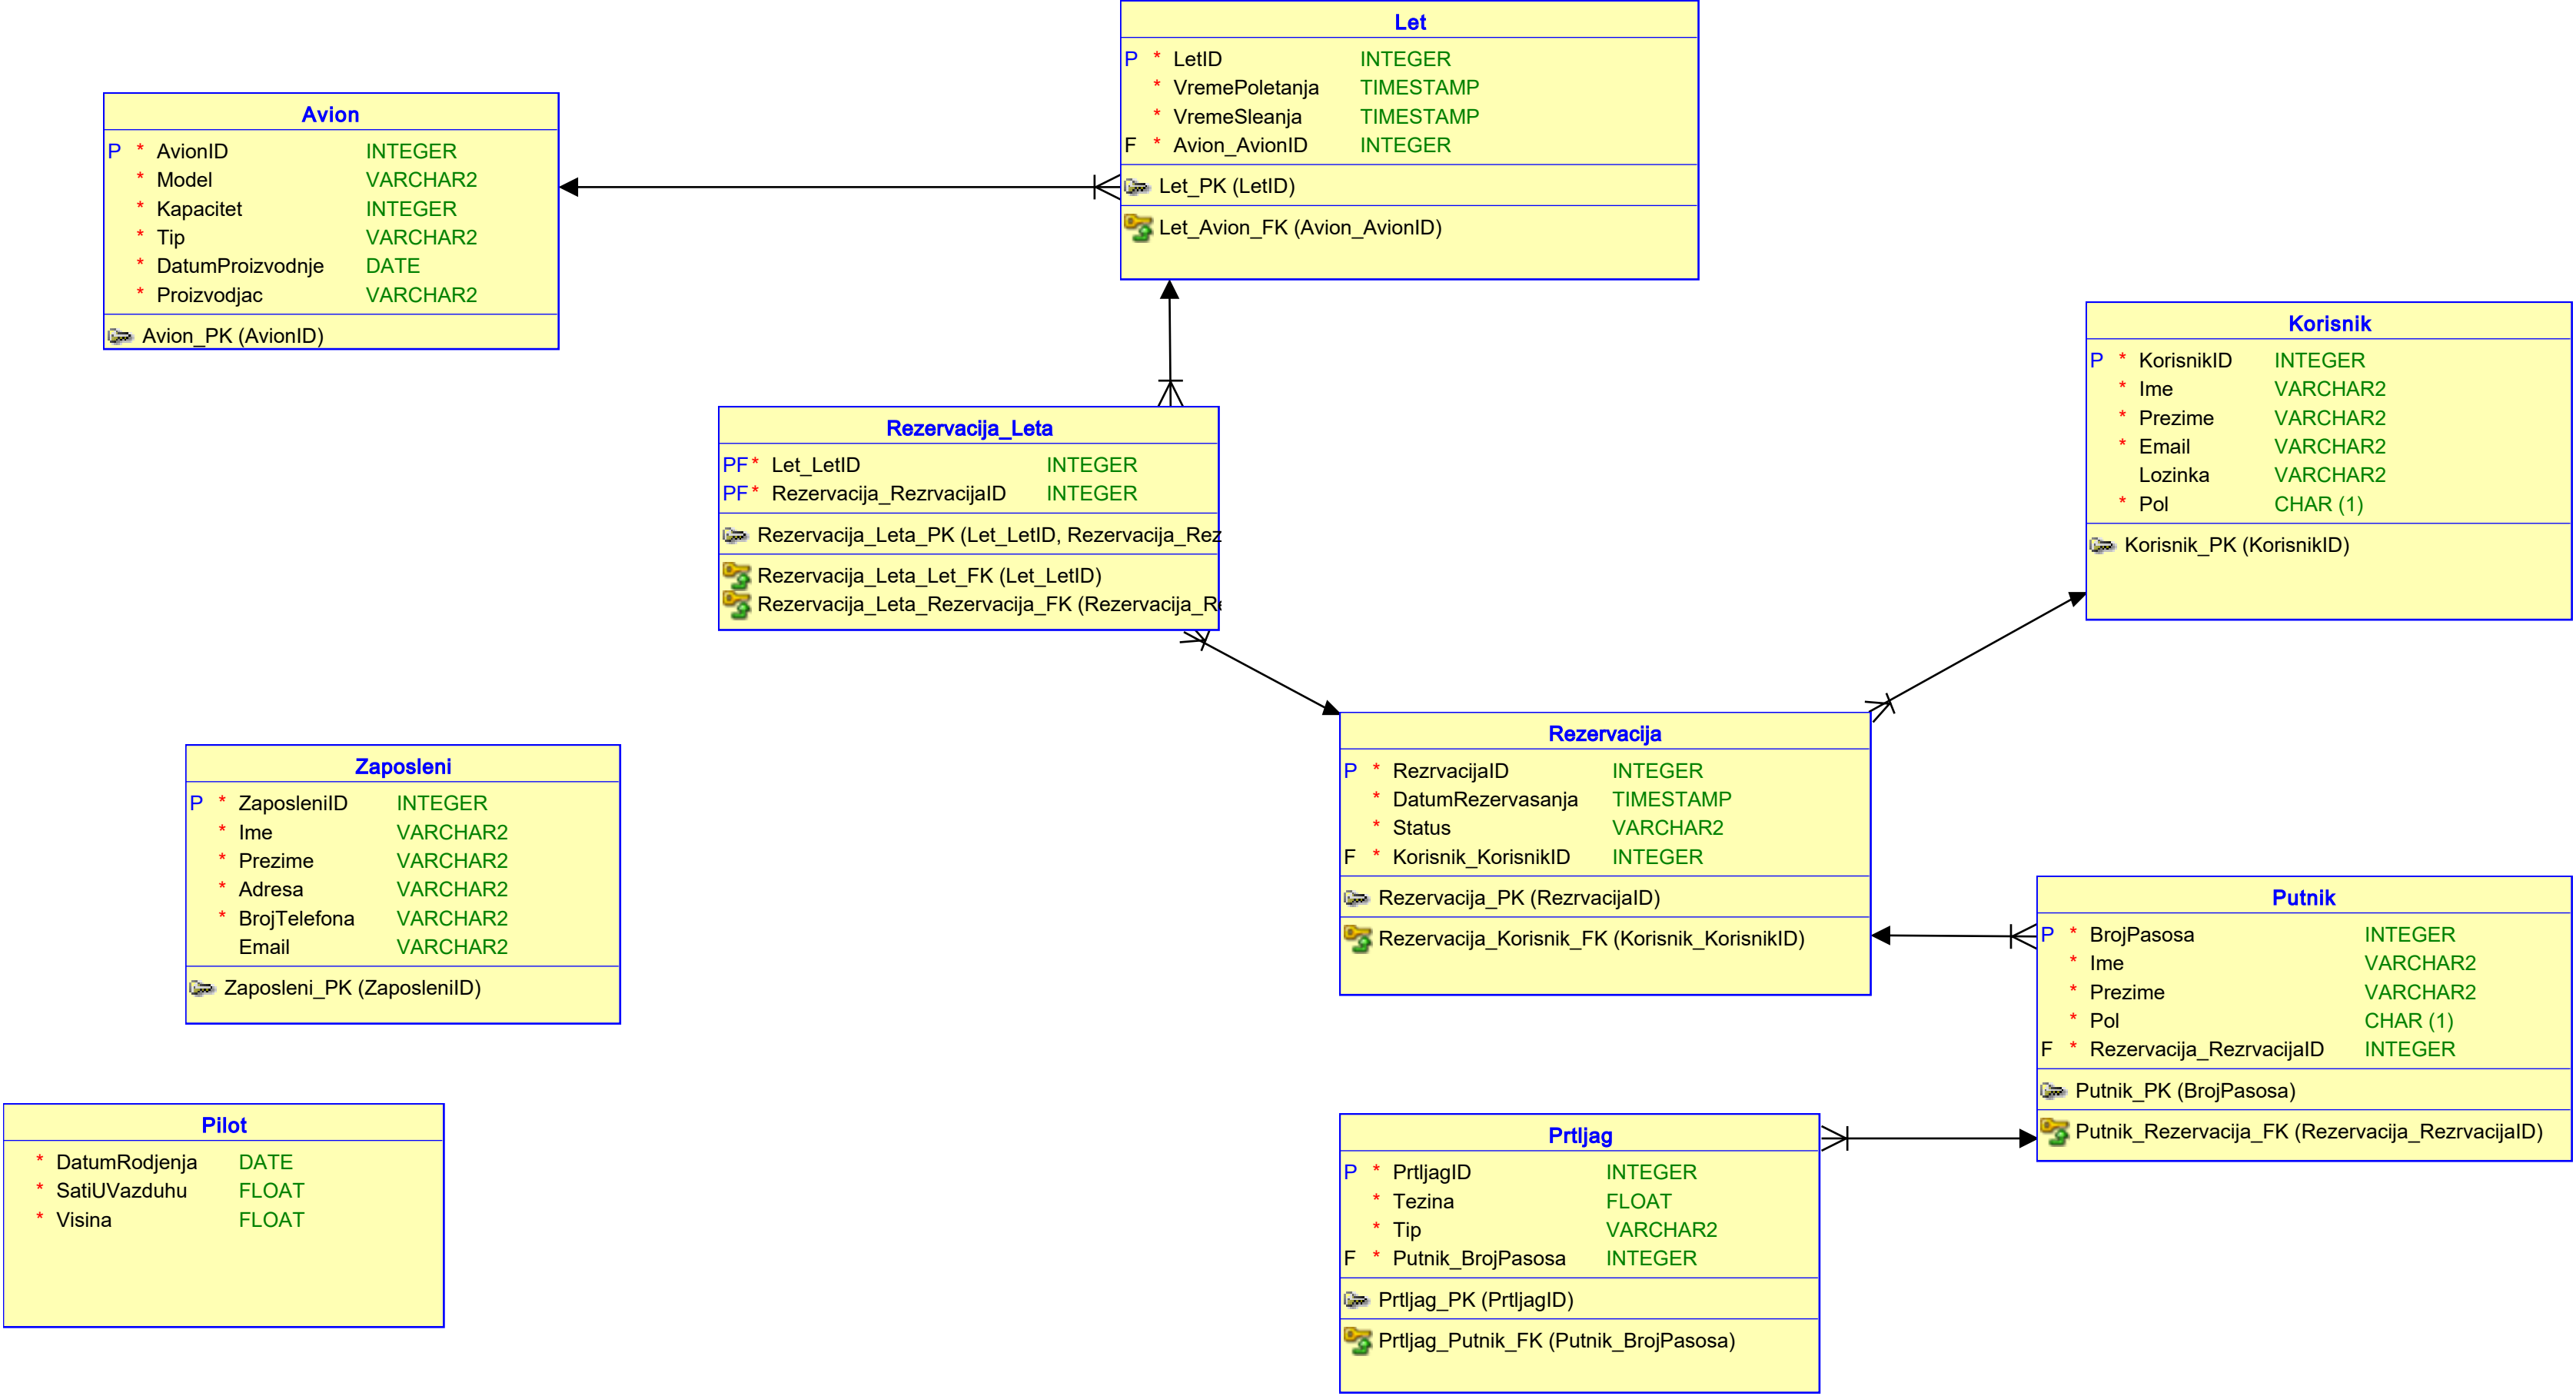 Let
P * LetID INTEGER
* VremePoletanja TIMESTAMP
* VremeSleanja TIMESTAMP
F * Avion_AvionID INTEGER
Let_PK (LetID)
Let_Avion_FK (Avion_AvionID)
Avion
P * AvionID INTEGER
* Model VARCHAR2
* Kapacitet INTEGER
* Tip VARCHAR2
* DatumProizvodnje DATE
* Proizvodjac VARCHAR2
Avion_PK (AvionID)
Korisnik
P * KorisnikID INTEGER
* Ime VARCHAR2
* Prezime VARCHAR2
* Email VARCHAR2
Lozinka VARCHAR2
* Pol CHAR (1)
Korisnik_PK (KorisnikID)
Rezervacija_Leta
PF * Let_LetID INTEGER
PF * Rezervacija_RezrvacijaID INTEGER
Rezervacija_Leta_PK (Let_LetID, Rezervacija_Rez
Rezervacija_Leta_Let_FK (Let_LetID)
Rezervacija_Leta_Rezervacija_FK (Rezervacija_Re
Rezervacija
P * RezrvacijaID INTEGER
* DatumRezervasanja TIMESTAMP
* Status VARCHAR2
F * Korisnik_KorisnikID INTEGER
Rezervacija_PK (RezrvacijaID)
Rezervacija_Korisnik_FK (Korisnik_KorisnikID)
Zaposleni
P * ZaposleniID INTEGER
* Ime VARCHAR2
* Prezime VARCHAR2
* Adresa VARCHAR2
* BrojTelefona VARCHAR2
Email VARCHAR2
Zaposleni_PK (ZaposleniID)
Putnik
P * BrojPasosa INTEGER
* Ime VARCHAR2
* Prezime VARCHAR2
* Pol CHAR (1)
F * Rezervacija_RezrvacijaID INTEGER
Putnik_PK (BrojPasosa)
Putnik_Rezervacija_FK (Rezervacija_RezrvacijaID)
Pilot
* DatumRodjenja DATE
* SatiUVazduhu FLOAT
* Visina FLOAT
Prtljag
P * PrtljagID INTEGER
* Tezina FLOAT
* Tip VARCHAR2
F * Putnik_BrojPasosa INTEGER
Prtljag_PK (PrtljagID)
Prtljag_Putnik_FK (Putnik_BrojPasosa)